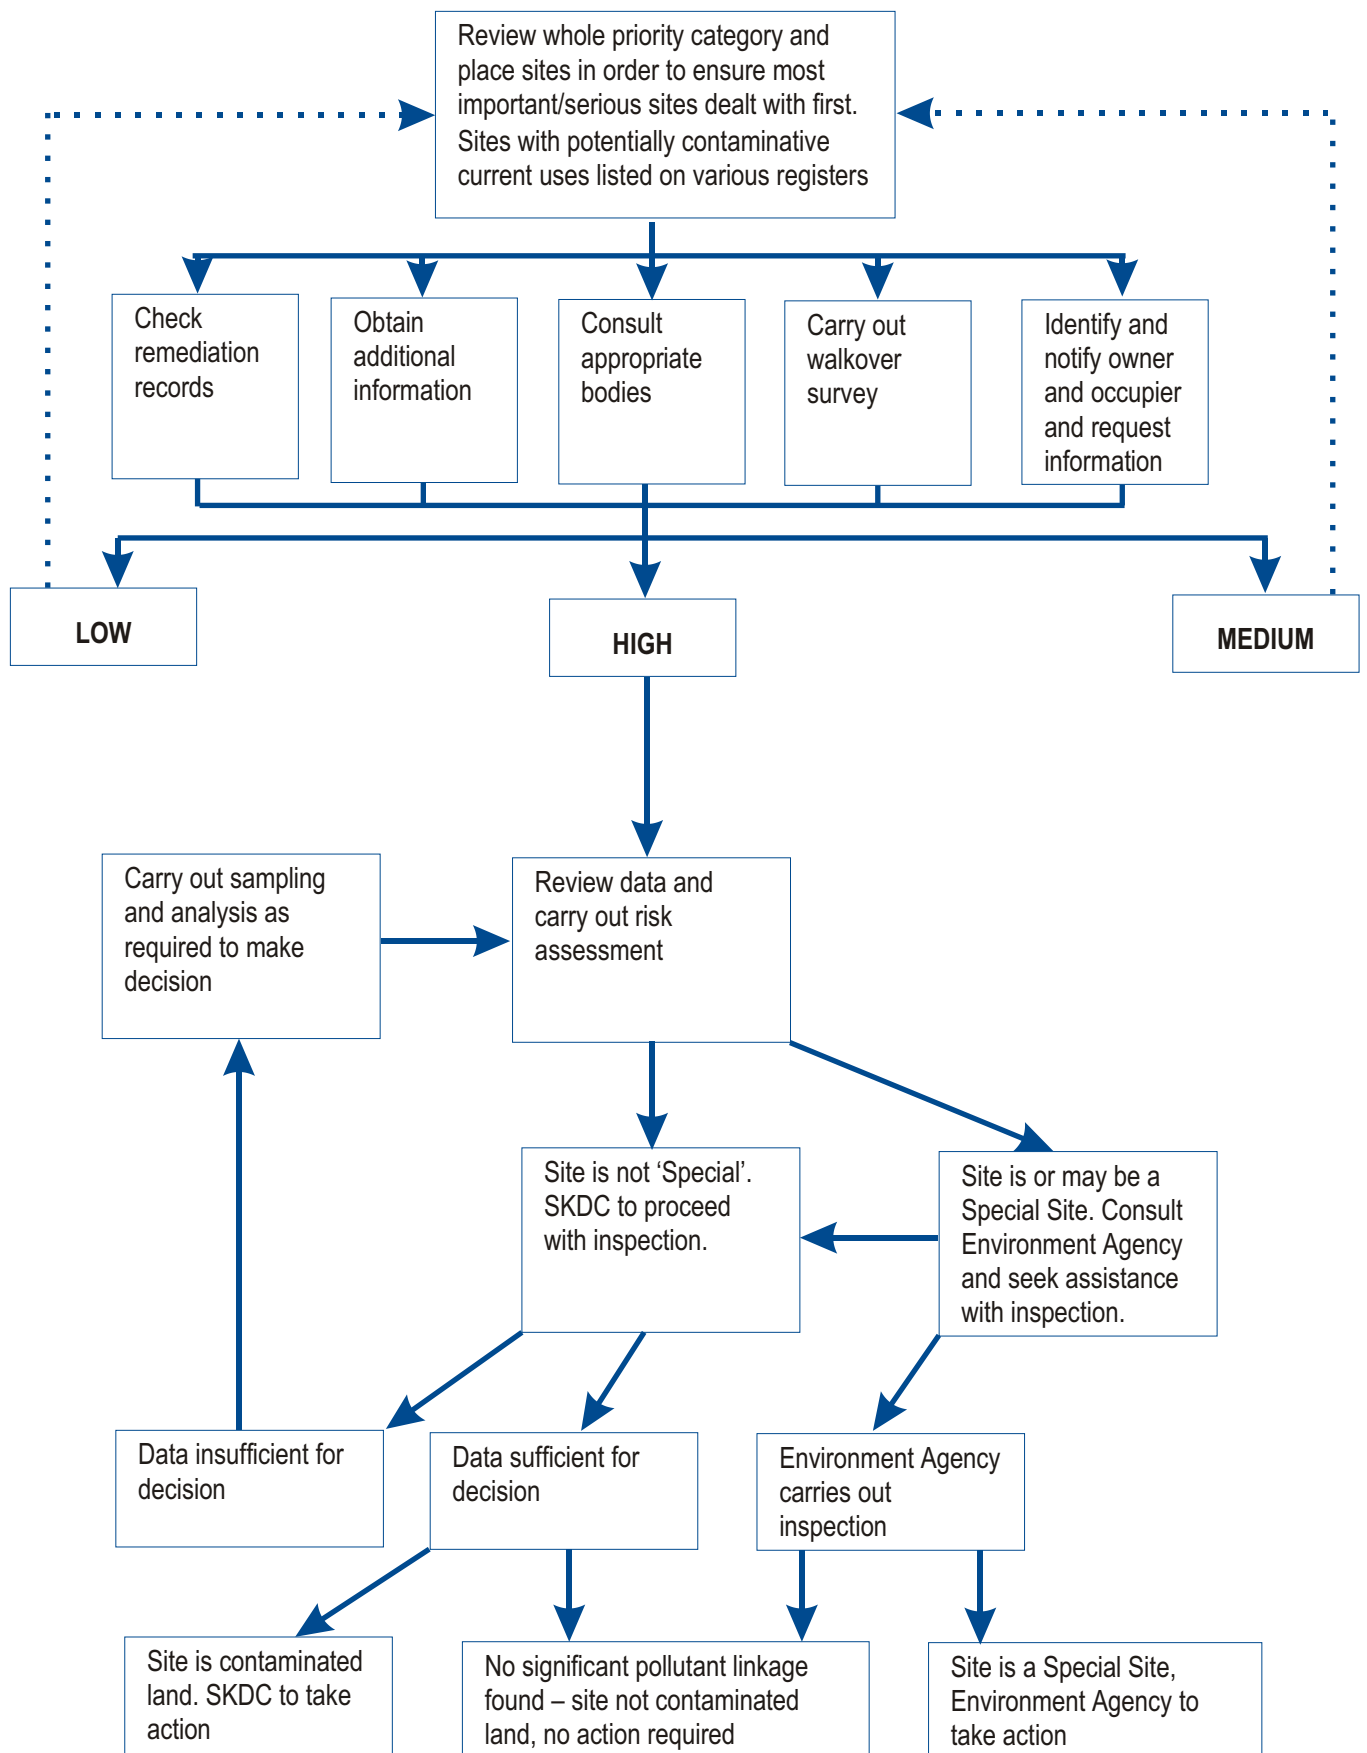 Review whole priority category and
place sites in order to ensure most
important/serious sites dealt with first.
Sites with potentially contaminative
current uses listed on various registers
Check
remediation
records
Obtain
additional
information
Consult
appropriate
bodies
Carry out
walkover
survey
Identify and
notify owner
and occupier
and request
information
LOW
HIGH
MEDIUM
Carry out sampling
and analysis as
required to make
decision
Review data and
carry out risk
assessment
Site is not ‘Special’.
SKDC to proceed
with inspection.
Site is or may be a
Special Site. Consult
Environment Agency
and seek assistance
with inspection.
Data insufficient for
decision
Data sufficient for
decision
Environment Agency
carries out
inspection
Site is contaminated
land. SKDC to take
action
No significant pollutant linkage
found – site not contaminated
land, no action required
Site is a Special Site,
Environment Agency to
take action